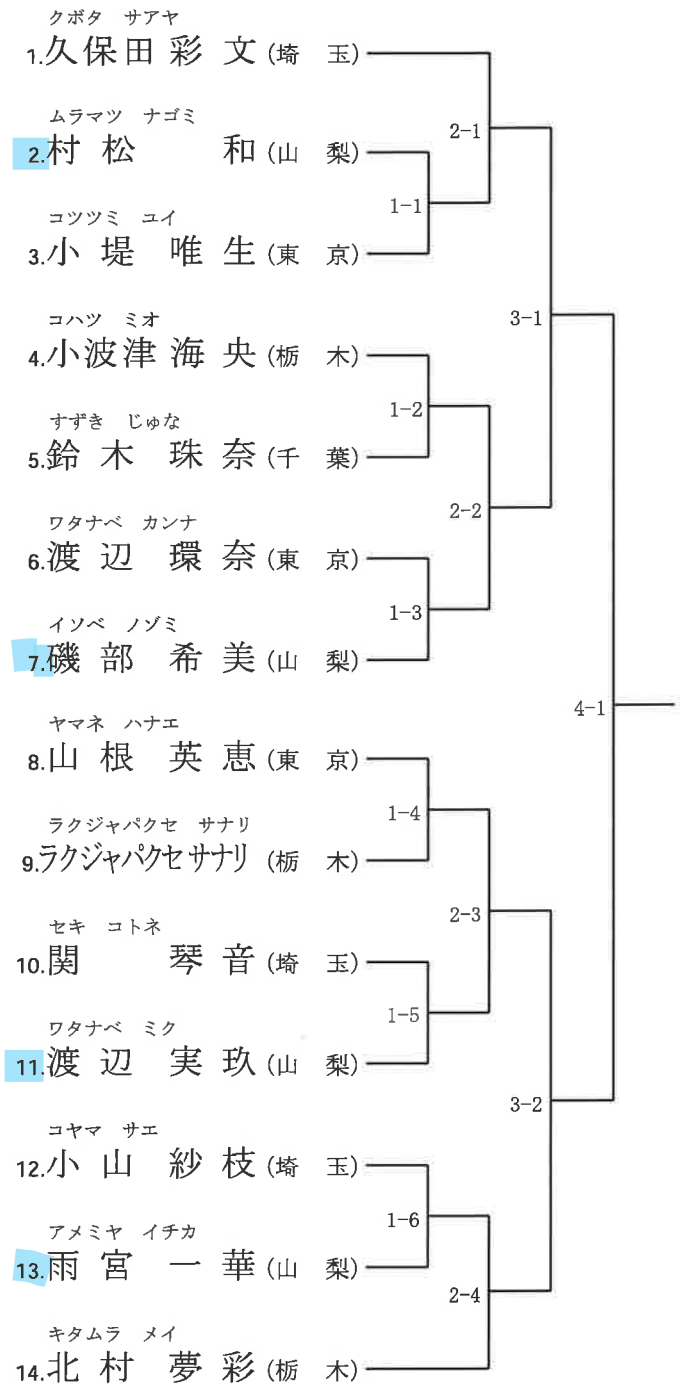 クボタ サアヤ
1.久保田彩文(埼玉)
2-1
ムラマツ ナゴミ
2.村松 和(山梨)
1-1
コツツミ ユイ
3.小堤唯生(東京)
3-1
コハツ ミオ
4.小波津海央(栃木)
1-2
すずき じゅな
5.鈴木珠奈(千葉)
2-2
ワタナベ カンナ
6.渡辺環奈(東京)
1-3
イソベ ノゾミ
7.磯部希美(山梨)
4-1
ヤマネ ハナエ
8.山根英恵(東京)
1-4
ラクジャパクセ サナリ
9.ラクジャパクセサナリ(栃木)
2-3
セキ コトネ
10.関 琴音(埼玉)
1-5
ワタナベ ミク
11.渡辺実玖(山梨)
3-2
コヤマ サエ
12.小山紗枝(埼玉)
1-6
アメミヤ イチカ
13.雨宮一華(山梨)
2-4
キタムラ メイ
14.北村夢彩(栃木)